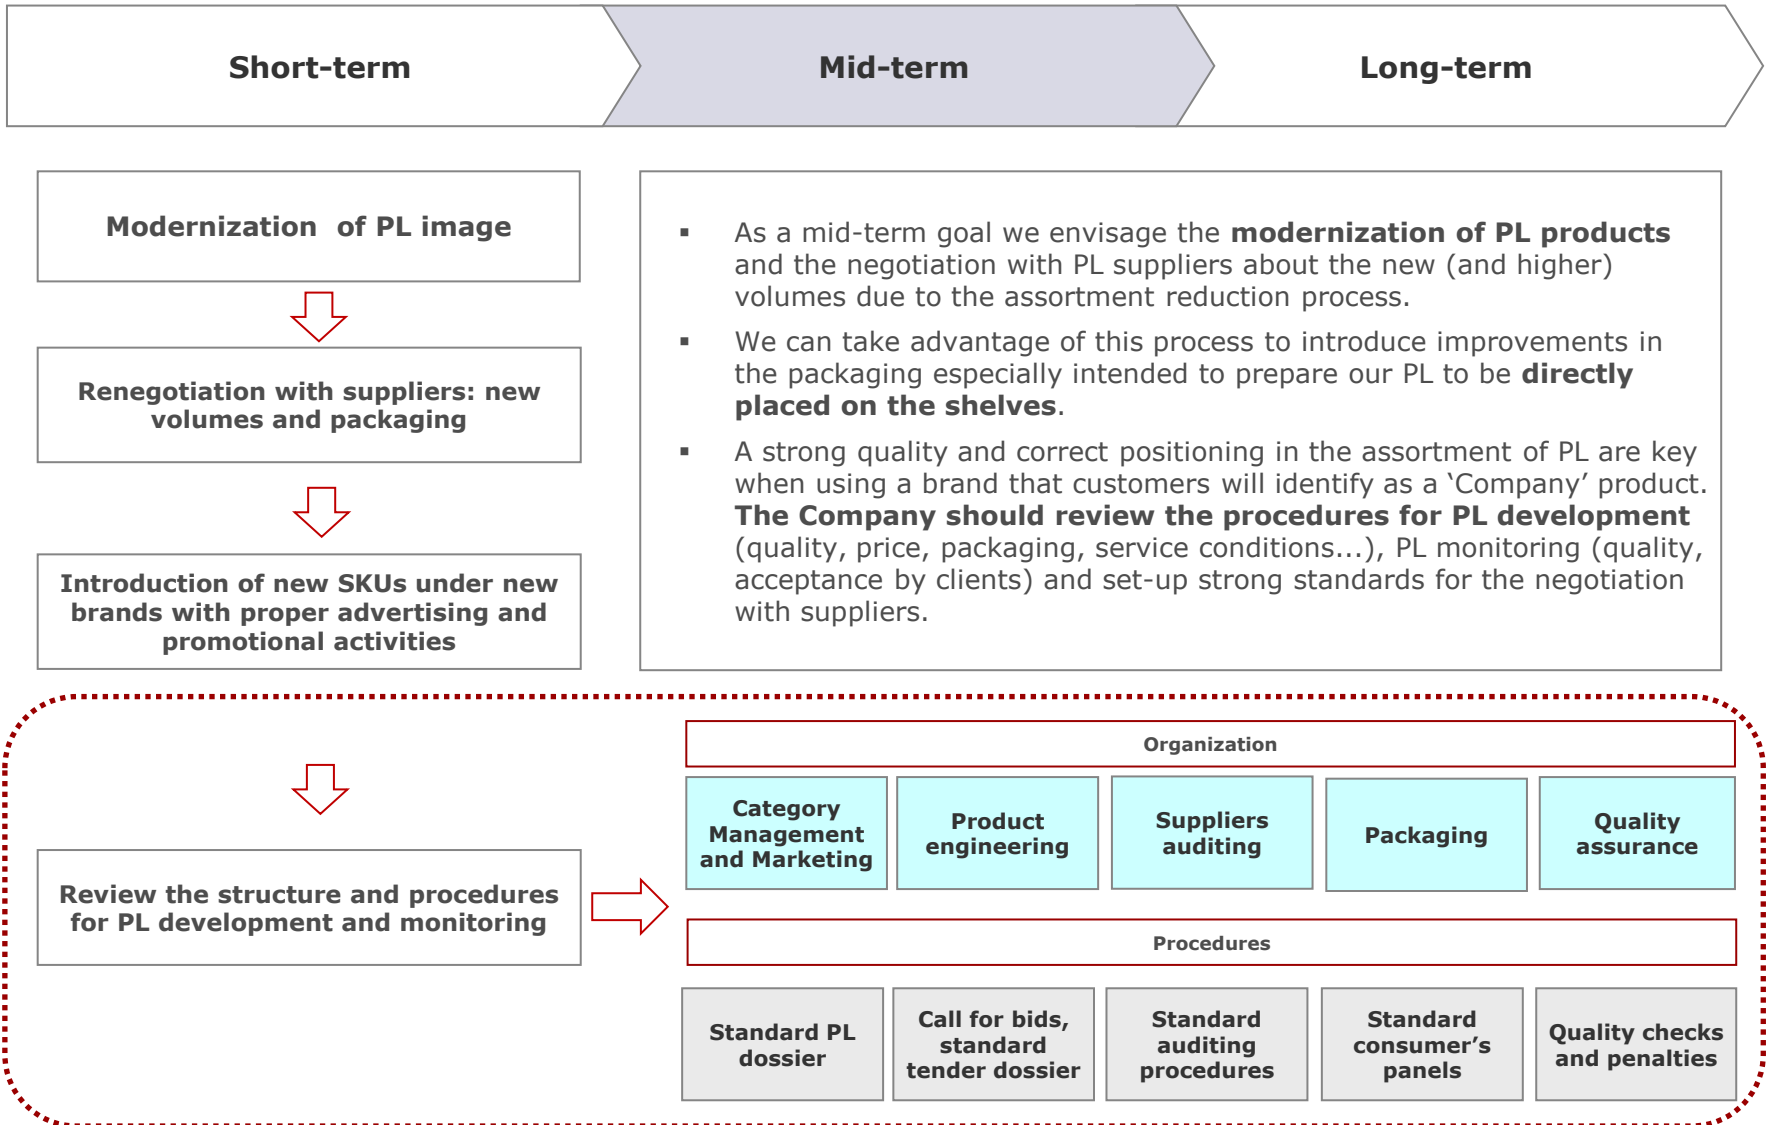 Short-term
Mid-term
Long-term
Modernization of PL image
Renegotiation with suppliers: new
volumes and packaging
Introduction of new SKUs under new
brands with proper advertising and
promotional activities
▪ As a mid-term goal we envisage the modernization of PL products
and the negotiation with PL suppliers about the new (and higher)
volumes due to the assortment reduction process.
▪ We can take advantage of this process to introduce improvements in
the packaging especially intended to prepare our PL to be directly
placed on the shelves.
▪ A strong quality and correct positioning in the assortment of PL are key
when using a brand that customers will identify as a ‘Company’ product.
The Company should review the procedures for PL development
(quality, price, packaging, service conditions...), PL monitoring (quality,
acceptance by clients) and set-up strong standards for the negotiation
with suppliers.
Review the structure and procedures
for PL development and monitoring
Organization
Category
Management
and Marketing
Product
engineering
Suppliers
auditing
Packaging
Quality
assurance
Procedures
Standard PL
dossier
Call for bids,
standard
tender dossier
Standard
auditing
procedures
Standard
consumer’s
panels
Quality checks
and penalties